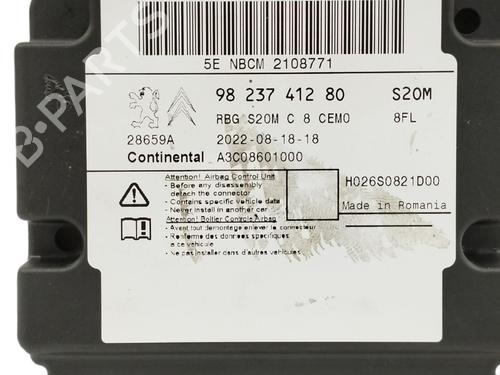 B-PARTS
5E NBCM 2108771
98 237 412 80 S20M
RBG S20M C 8 CEM0 8FL
28659A 2022-08-18-18
Continental A3C08601000
Attention! Airbag Control Unit
- Before any disassembly
detach the connector
- Contains specific vehicle data
- Never install in another car
Attention! Boîtier Contrôle Airbag
- Avant tout démontage enlever le connecteur
- Renferme des données spécifiques
à ce véhicule
- Ne pas installer dans d'autres véhicules
H026S0821D00
Made in Romania